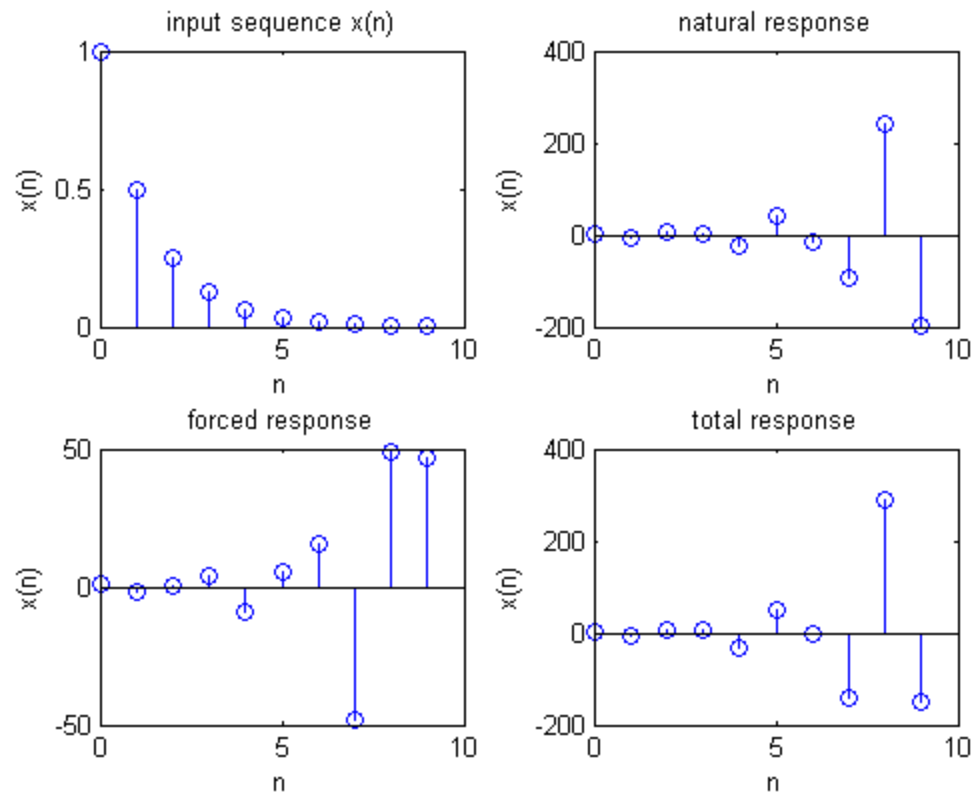 input sequence x(n)
1
0.5
0
x(n)
0
5
10
n
natural response
400
200
0
-200
x(n)
0
5
10
n
forced response
50
0
-50
x(n)
0
5
10
n
total response
400
200
0
-200
x(n)
0
5
10
n